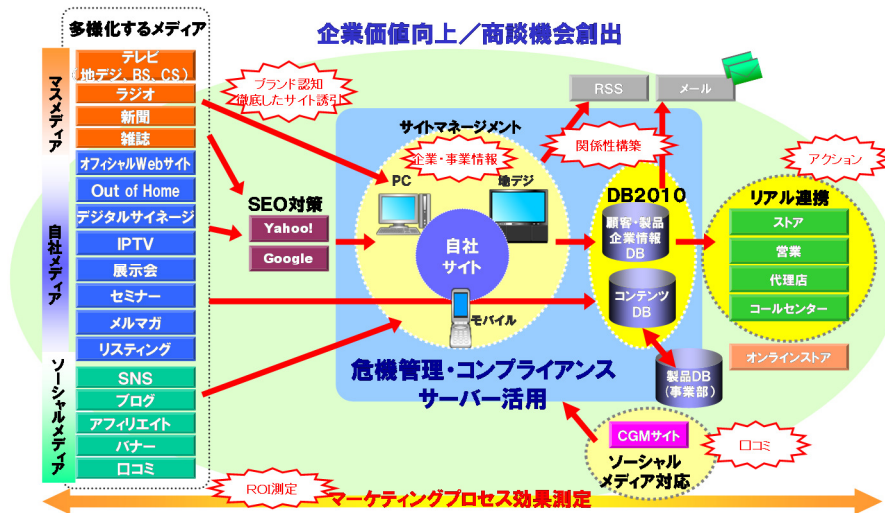 多様化するメディア
企業価値向上／商談機会創出
マスメディア
テレビ
（地デジ、BS、CS）
ラジオ
新聞
雑誌
自社メディア
オフィシャルWebサイト
Out of Home
デジタルサイネージ
IPTV
展示会
セミナー
メルマガ
リスティング
ソーシャルメディア
SNS
ブログ
アフィリエイト
バナー
口コミ
ブランド認知
徹底したサイト誘引
SEO対策
Yahoo!
Google
サイトマネージメント
企業・事業情報
PC
地デジ
自社
サイト
モバイル
関係性構築
RSS
メール
DB2010
顧客・製品
企業情報
DB
コンテンツ
DB
製品DB
(事業部)
アクション
リアル連携
ストア
営業
代理店
コールセンター
オンラインストア
危機管理・コンプライアンス
サーバー活用
CGMサイト
ソーシャル
メディア対応
口コミ
ROI測定
マーケティングプロセス効果測定